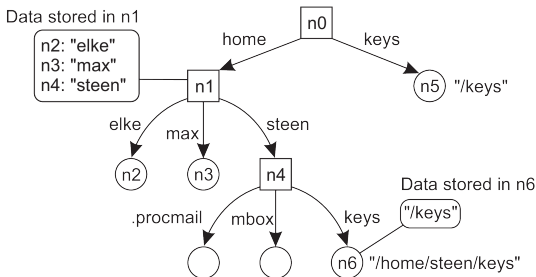 Data stored in n1
n0
n2: "elke"
n3: "max"
n4: "steen"
home
keys
n1
n5
"/keys"
elke
max
steen
n2
n3
n4
Data stored in n6
.procmail
mbox
keys
"/keys"
n6
"/home/steen/keys"